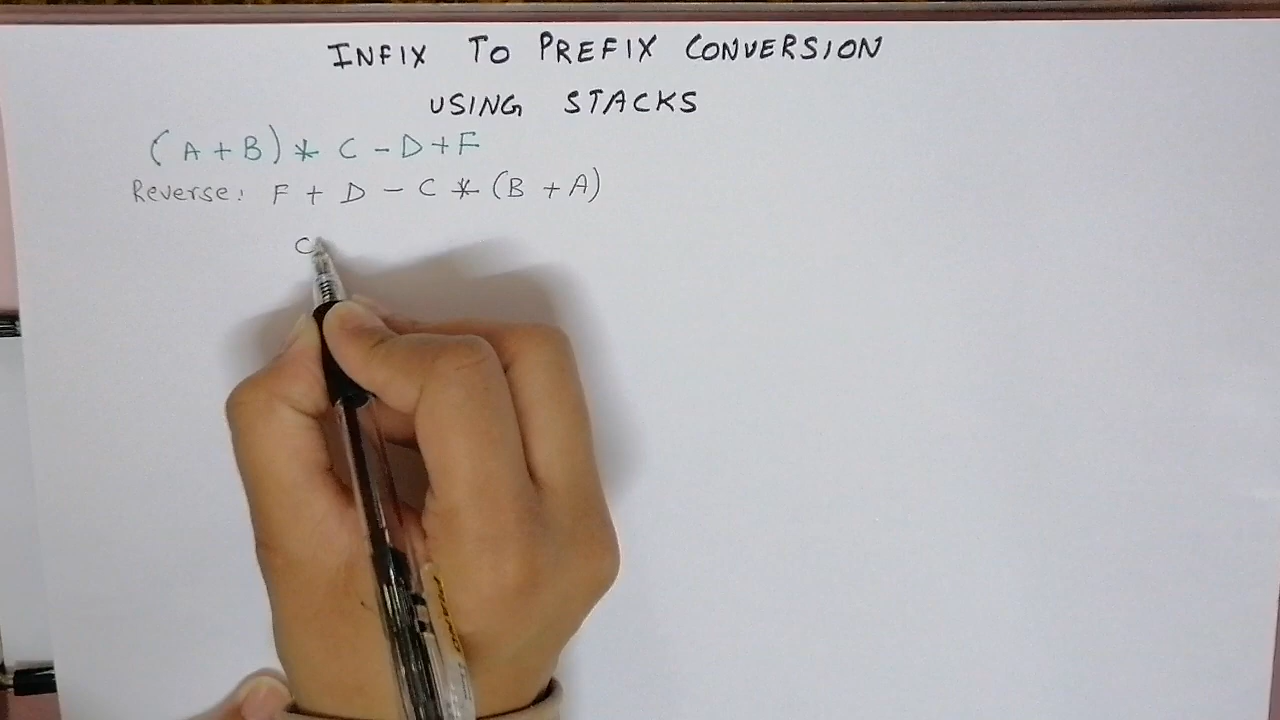 INFIX TO PREFIX CONVERSION
USING STACKS
(A+B) * C - D + F
Reverse: F + D - C * (B + A)
C